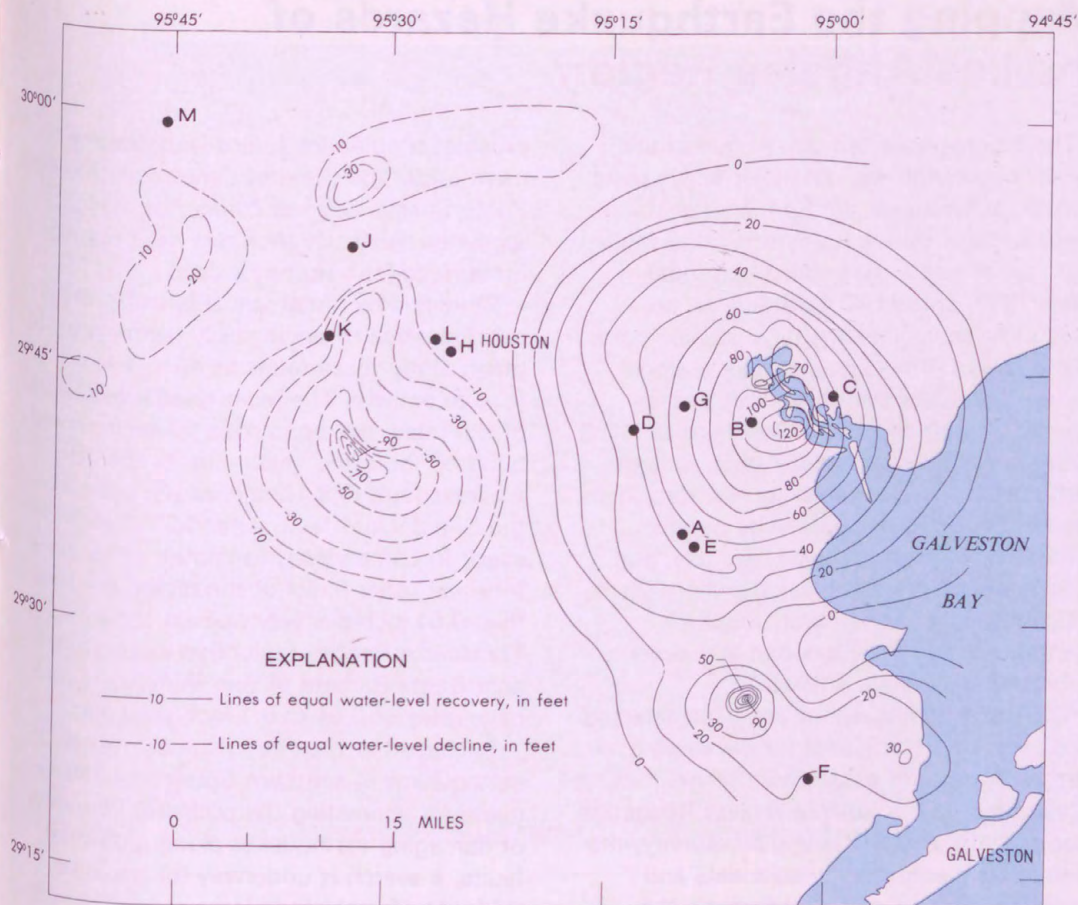 95°45' 95°30' 95°15' 95°00' 94°45'
30°00'
M
-10
-30
0
20
J
-10
-20
40
60
K
L
H HOUSTON
29°45'
-10
-10
80
-70
C
-30
G
100
D
B
120
-90
-50
-70
-50
80
-30
60
-10
A
E
40
GALVESTON
20
BAY
29°30'
0
EXPLANATION
50
10 Lines of equal water-level recovery, in feet
20
30
90
20
-10 Lines of equal water-level decline, in feet
0
30
F
0 15 MILES
29°15'
GALVESTON